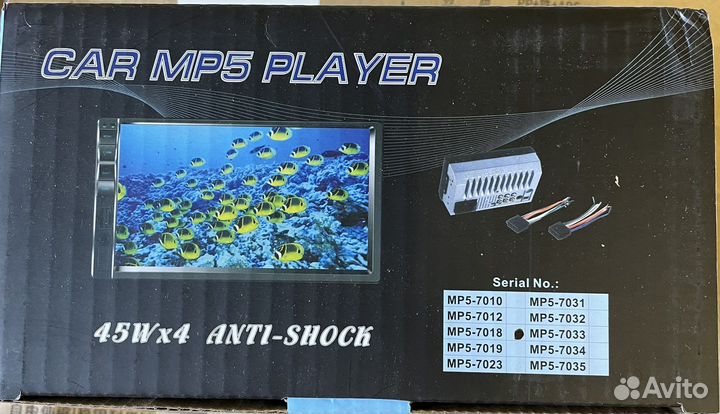 CAR MP5 PLAYER
45Wx4 ANTI-SHOCK
Serial No.:
MP5-7010 MP5-7031
MP5-7012 MP5-7032
MP5-7018 MP5-7033
MP5-7019 MP5-7034
MP5-7023 MP5-7035
Avito